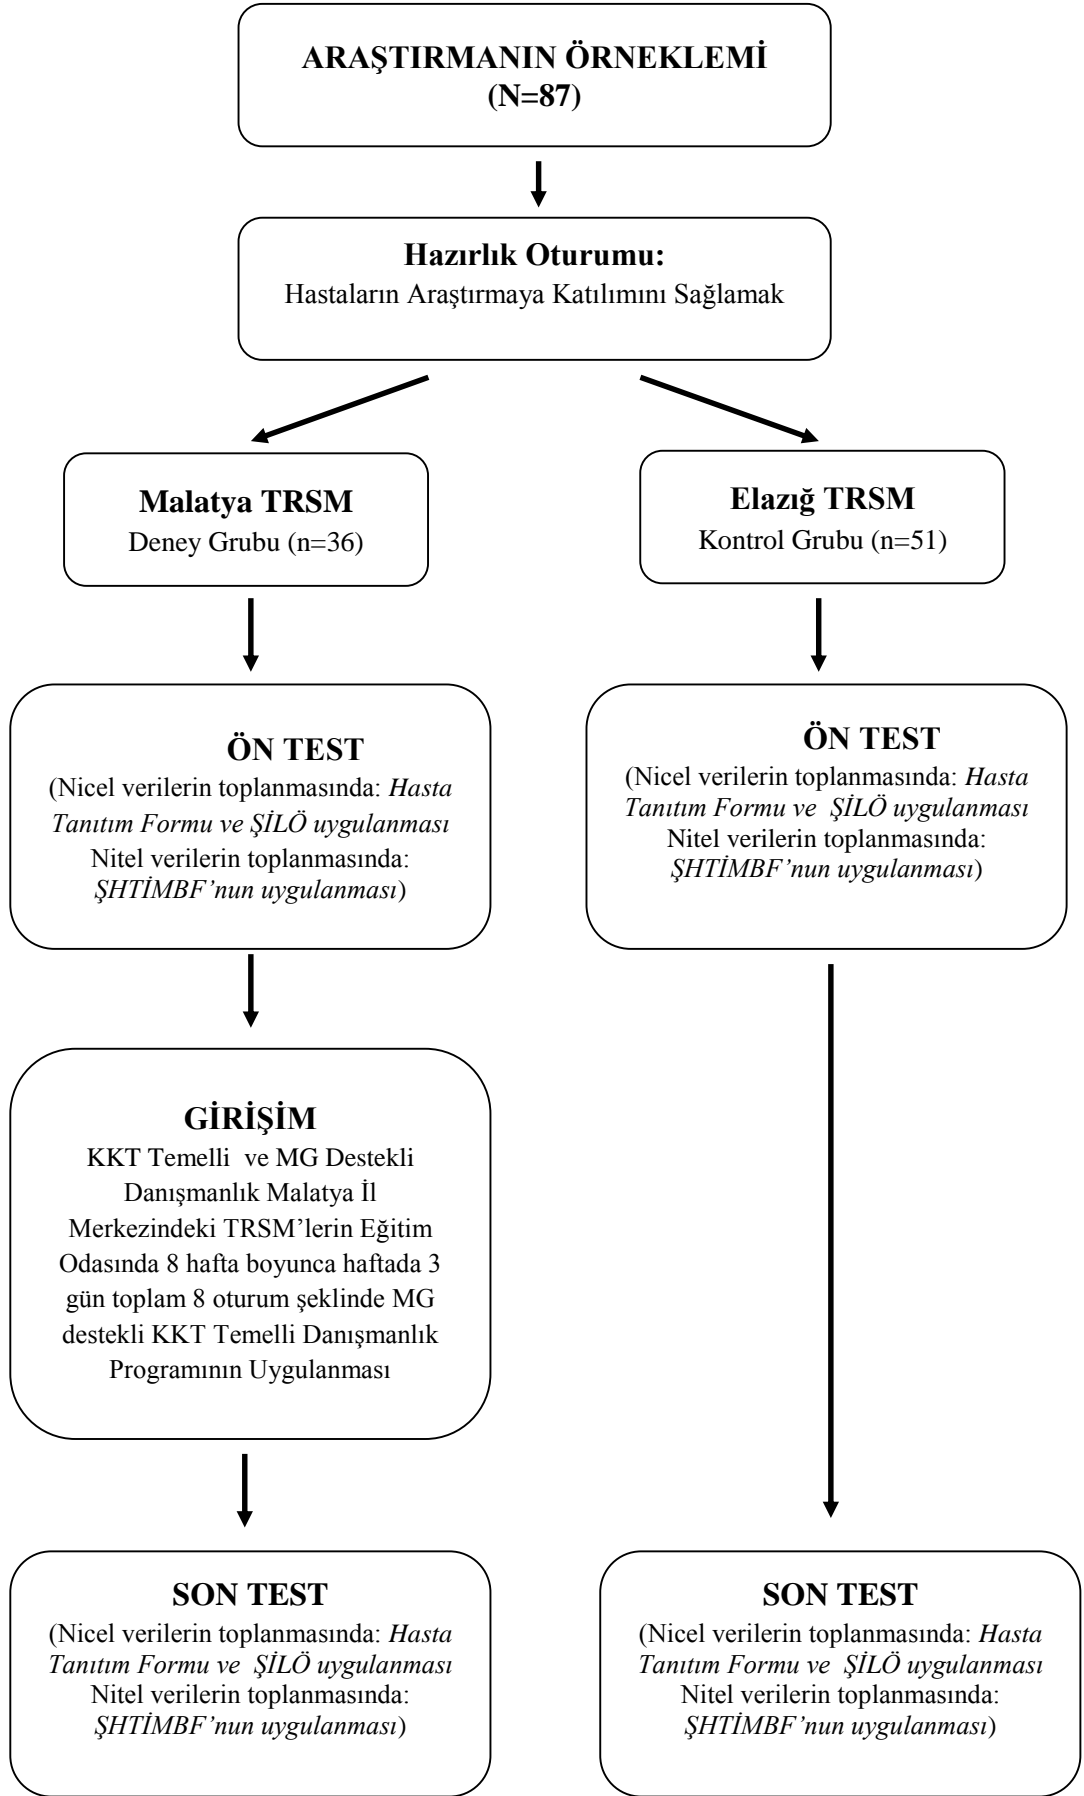 ARAŞTIRMANIN ÖRNEKLEMİ
(N=87)
Hazırlık Oturumu:
Hastaların Araştırmaya Katılımını Sağlamak
Malatya TRSM
Deney Grubu (n=36)
Elazığ TRSM
Kontrol Grubu (n=51)
ÖN TEST
(Nicel verilerin toplanmasında: Hasta
Tanıtım Formu ve ŞİLÖ uygulanması
Nitel verilerin toplanmasında:
ŞHTİMBF’nun uygulanması)
ÖN TEST
(Nicel verilerin toplanmasında: Hasta
Tanıtım Formu ve ŞİLÖ uygulanması
Nitel verilerin toplanmasında:
ŞHTİMBF’nun uygulanması)
GİRİŞİM
KKT Temelli ve MG Destekli
Danışmanlık Malatya İl
Merkezindeki TRSM’lerin Eğitim
Odasında 8 hafta boyunca haftada 3
gün toplam 8 oturum şeklinde MG
destekli KKT Temelli Danışmanlık
Programının Uygulanması
SON TEST
(Nicel verilerin toplanmasında: Hasta
Tanıtım Formu ve ŞİLÖ uygulanması
Nitel verilerin toplanmasında:
ŞHTİMBF’nun uygulanması)
SON TEST
(Nicel verilerin toplanmasında: Hasta
Tanıtım Formu ve ŞİLÖ uygulanması
Nitel verilerin toplanmasında:
ŞHTİMBF’nun uygulanması)